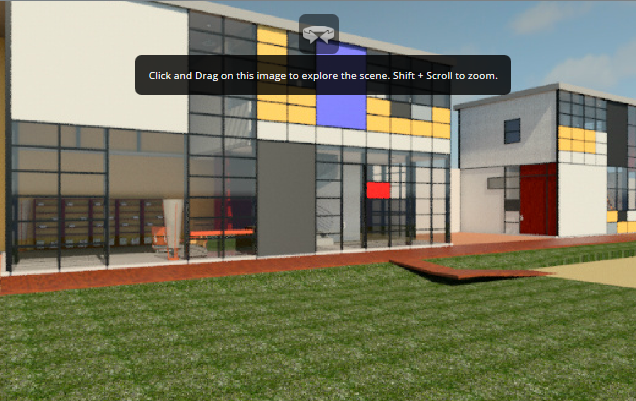 Click and Drag on this image to explore the scene. Shift + Scroll to zoom.